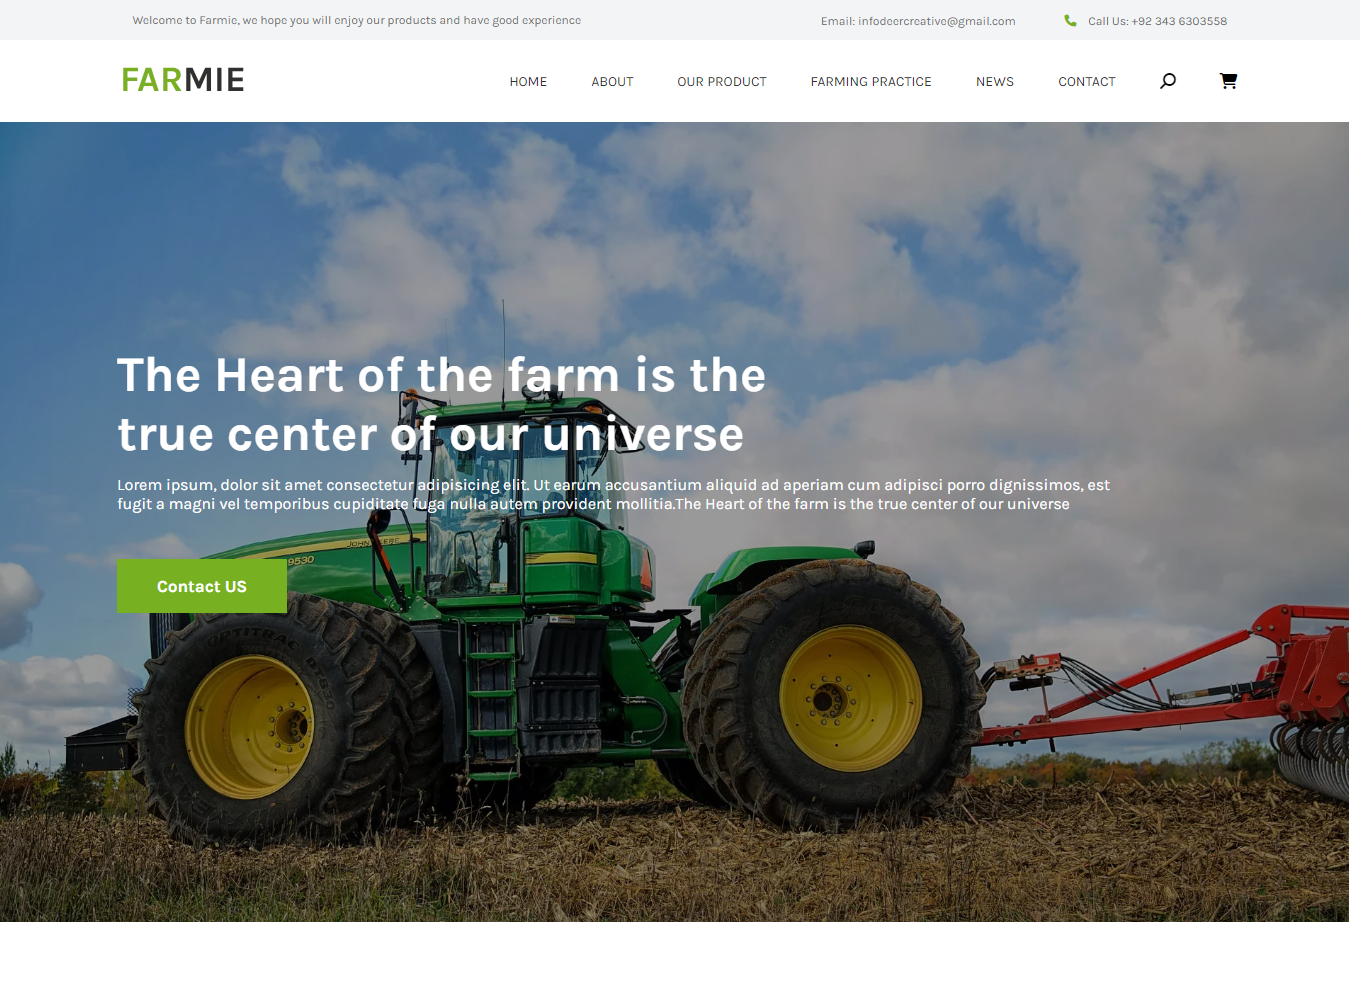 Welcome to Farmie, we hope you will enjoy our products and have good experience
Email: infodeercreative@gmail.com
Call Us: +92 343 6303558
FARMIE
HOME
ABOUT
OUR PRODUCT
FARMING PRACTICE
NEWS
CONTACT
The Heart of the farm is the
true center of our universe
Lorem ipsum, dolor sit amet consectetur adipisicing elit. Ut earum accusantium aliquid ad aperiam cum adipisci porro dignissimos, est
fugit a magni vel temporibus cupiditate fuga nulla autem provident mollitia.The Heart of the farm is the true center of our universe
JOHN DEERE
9530
Contact US
OPTITRAC